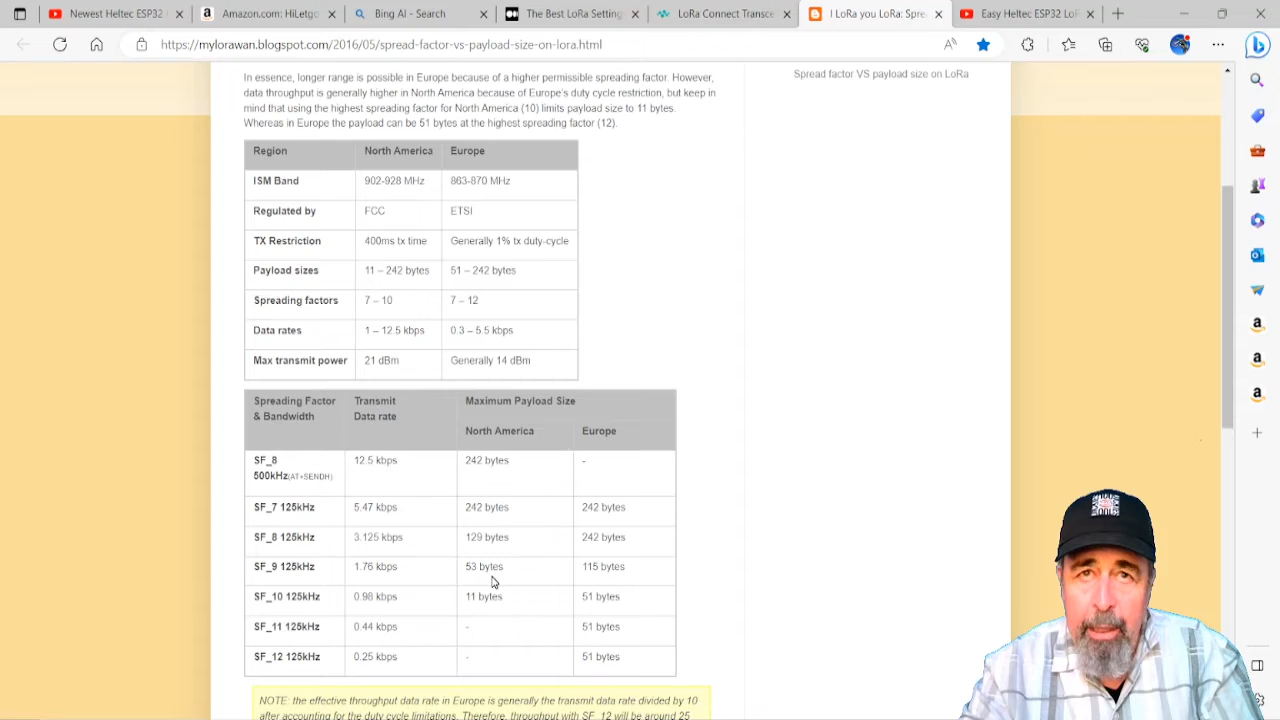 Newest Heltec ESP32
Amazon.com: HiLetgo
Bing AI - Search
The Best LoRa Setting
LoRa Connect Transce
I LoRa you LoRa: Spre
Easy Heltec ESP32 LoR
https://mylorawan.blogspot.com/2016/05/spread-factor-vs-payload-size-on-lora.html
In essence, longer range is possible in Europe because of a higher permissible spreading factor. However,
data throughput is generally higher in North America because of Europe's duty cycle restriction, but keep in
mind that using the highest spreading factor for North America (10) limits payload size to 11 bytes.
Whereas in Europe the payload can be 51 bytes at the highest spreading factor (12).
Spread factor VS payload size on LoRa
Region North America Europe
ISM Band 902-928 MHz 863-870 MHz
Regulated by FCC ETSI
TX Restriction 400ms tx time Generally 1% tx duty-cycle
Payload sizes 11 – 242 bytes 51 – 242 bytes
Spreading factors 7 – 10 7 – 12
Data rates 1 – 12.5 kbps 0.3 – 5.5 kbps
Max transmit power 21 dBm Generally 14 dBm
Spreading Factor Transmit Maximum Payload Size
& Bandwidth Data rate
North America Europe
SF_8 12.5 kbps 242 bytes -
500kHz(AT+SENDH)
SF_7 125kHz 5.47 kbps 242 bytes 242 bytes
SF_8 125kHz 3.125 kbps 129 bytes 242 bytes
SF_9 125kHz 1.76 kbps 53 bytes 115 bytes
SF_10 125kHz 0.98 kbps 11 bytes 51 bytes
SF_11 125kHz 0.44 kbps - 51 bytes
SF_12 125kHz 0.25 kbps - 51 bytes
NOTE: the effective throughput data rate in Europe is generally the transmit data rate divided by 10
after accounting for the duty cycle limitations. Therefore, throughput with SF_12 will be around 25